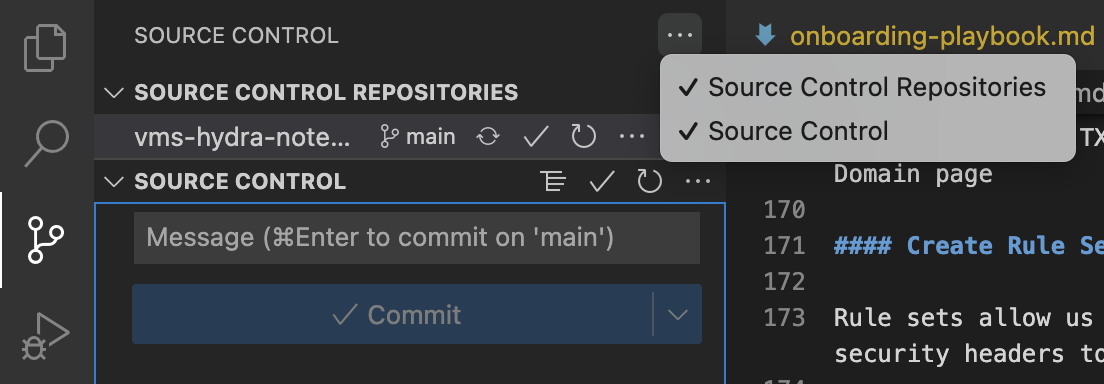 SOURCE CONTROL
SOURCE CONTROL REPOSITORIES
vms-hydra-note... main
SOURCE CONTROL
Message (⌘Enter to commit on 'main')
Commit
✓ Source Control Repositories
✓ Source Control
onboarding-playbook.md
md
TX
Domain page
170
171 #### Create Rule Se
172
173 Rule sets allow us
security headers to